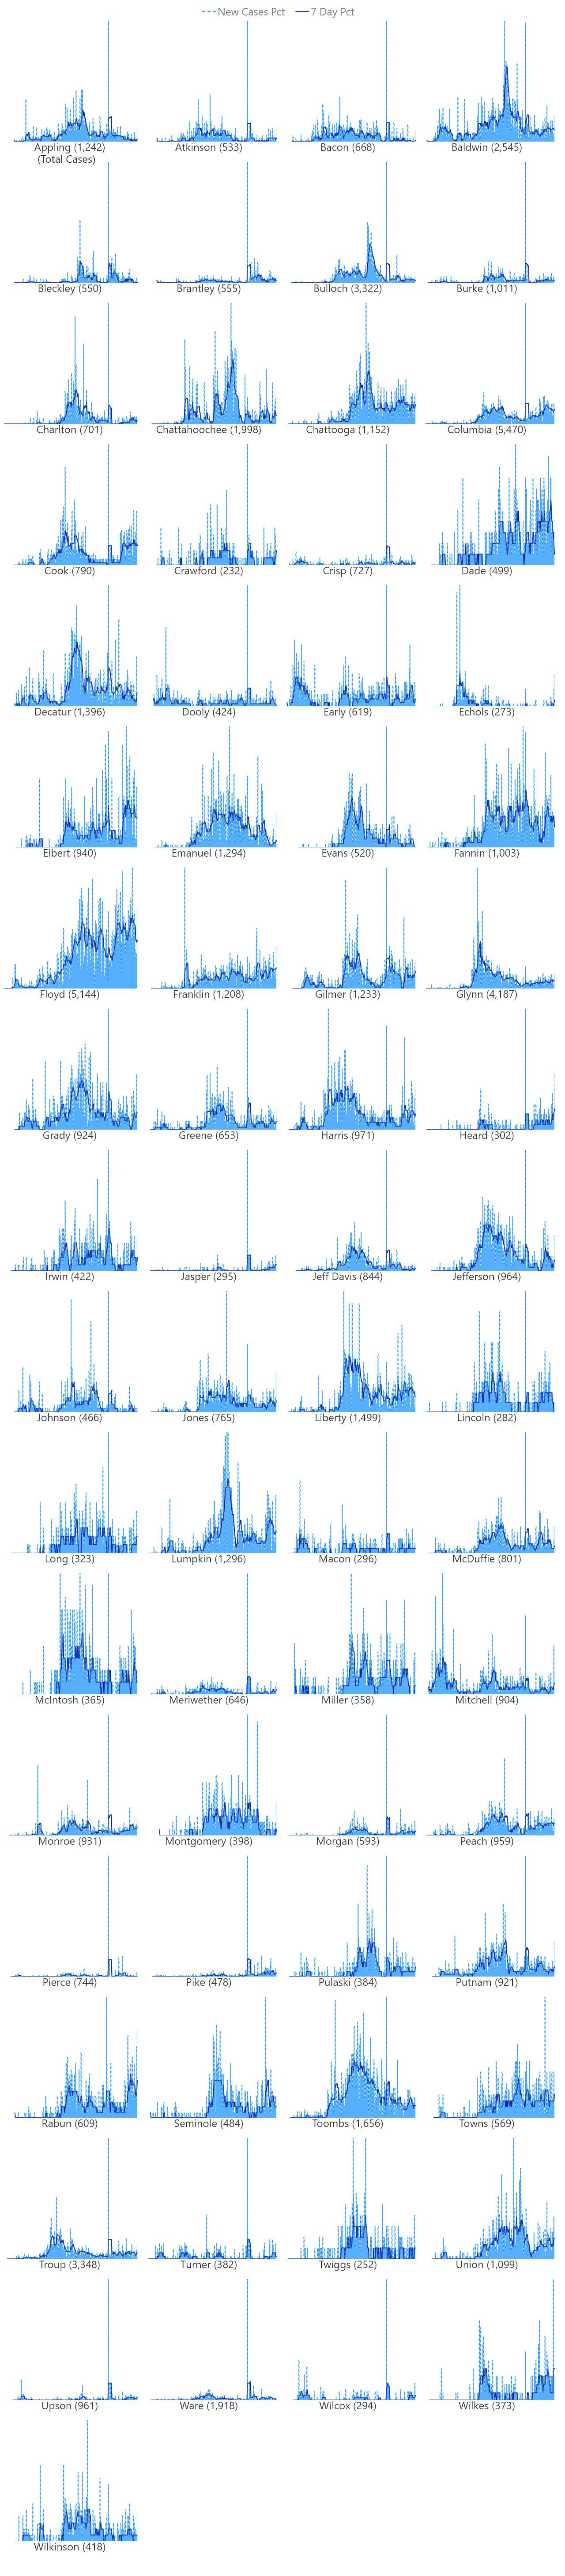 New Cases Pct 7 Day Pct
Appling (1,242) Atkinson (533) Bacon (668) Baldwin (2,545)
(Total Cases)
Bleckley (550) Brantley (555) Bulloch (3,322) Burke (1,011)
Charlton (701) Chattahoochee (1,998) Chattooga (1,152) Columbia (5,470)
Cook (790) Crawford (232) Crisp (727) Dade (499)
Decatur (1,396) Dooly (424) Early (619) Echols (273)
Elbert (940) Emanuel (1,294) Evans (520) Fannin (1,003)
Floyd (5,144) Franklin (1,208) Gilmer (1,233) Glynn (4,187)
Grady (924) Greene (653) Harris (971) Heard (302)
Irwin (422) Jasper (295) Jeff Davis (844) Jefferson (964)
Johnson (466) Jones (765) Liberty (1,499) Lincoln (282)
Long (323) Lumpkin (1,296) Macon (296) McDuffie (801)
McIntosh (365) Meriwether (646) Miller (358) Mitchell (904)
Monroe (931) Montgomery (398) Morgan (593) Peach (959)
Pierce (744) Pike (478) Pulaski (384) Putnam (921)
Rabun (609) Seminole (484) Toombs (1,656) Towns (569)
Troup (3,348) Turner (382) Twiggs (252) Union (1,099)
Upson (961) Ware (1,918) Wilcox (294) Wilkes (373)
Wilkinson (418)